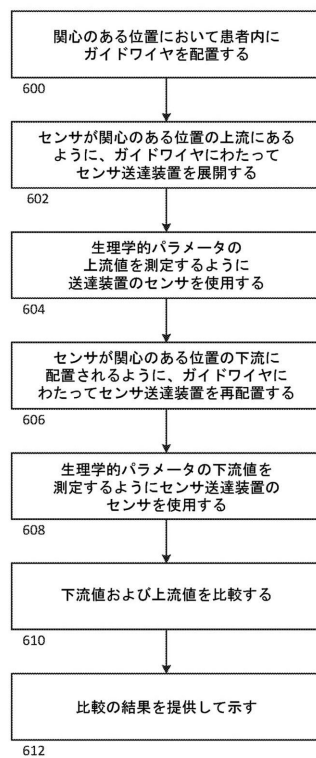 関心のある位置において患者内に
ガイドワイヤを配置する
600
センサが関心のある位置の上流にある
ように、ガイドワイヤにわたって
センサ送達装置を展開する
602
生理学的パラメータの
上流値を測定するように
送達装置のセンサを使用する
604
センサが関心のある位置の下流に
配置されるように、ガイドワイヤに
わたってセンサ送達装置を再配置する
606
生理学的パラメータの下流値を
測定するようにセンサ送達装置の
センサを使用する
608
下流値および上流値を比較する
610
比較の結果を提供して示す
612